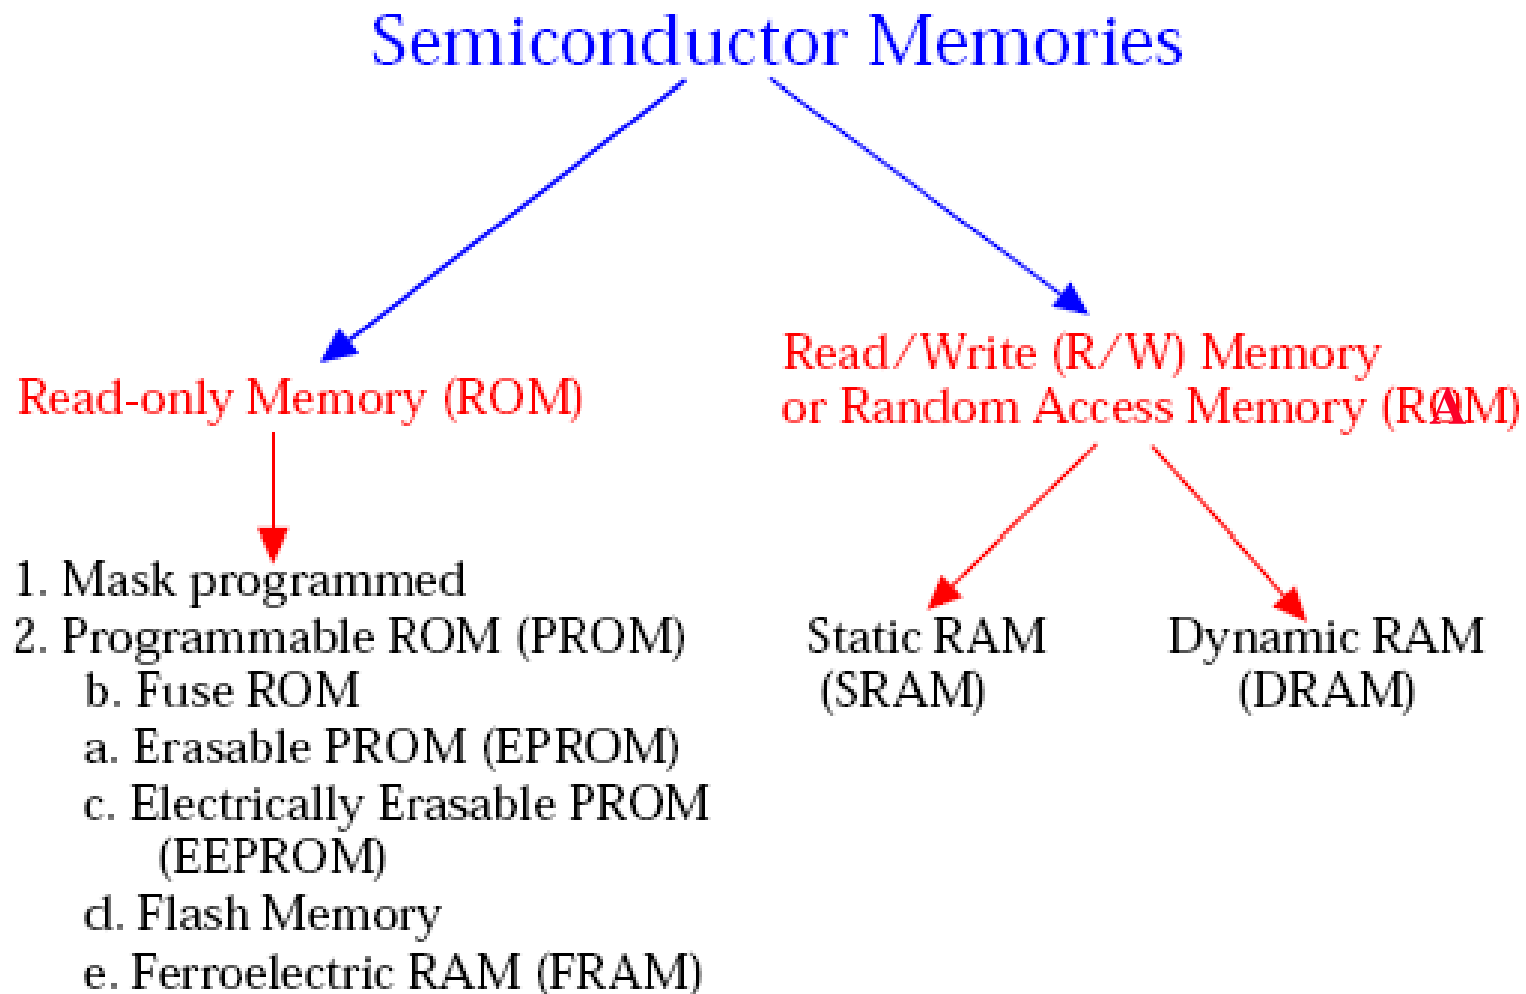 Semiconductor Memories
Read-only Memory (ROM)
Read/Write (R/W) Memory
or Random Access Memory (RAM)
1. Mask programmed
2. Programmable ROM (PROM)
b. Fuse ROM
a. Erasable PROM (EPROM)
c. Electrically Erasable PROM
(EEPROM)
d. Flash Memory
e. Ferroelectric RAM (FRAM)
Static RAM
(SRAM)
Dynamic RAM
(DRAM)